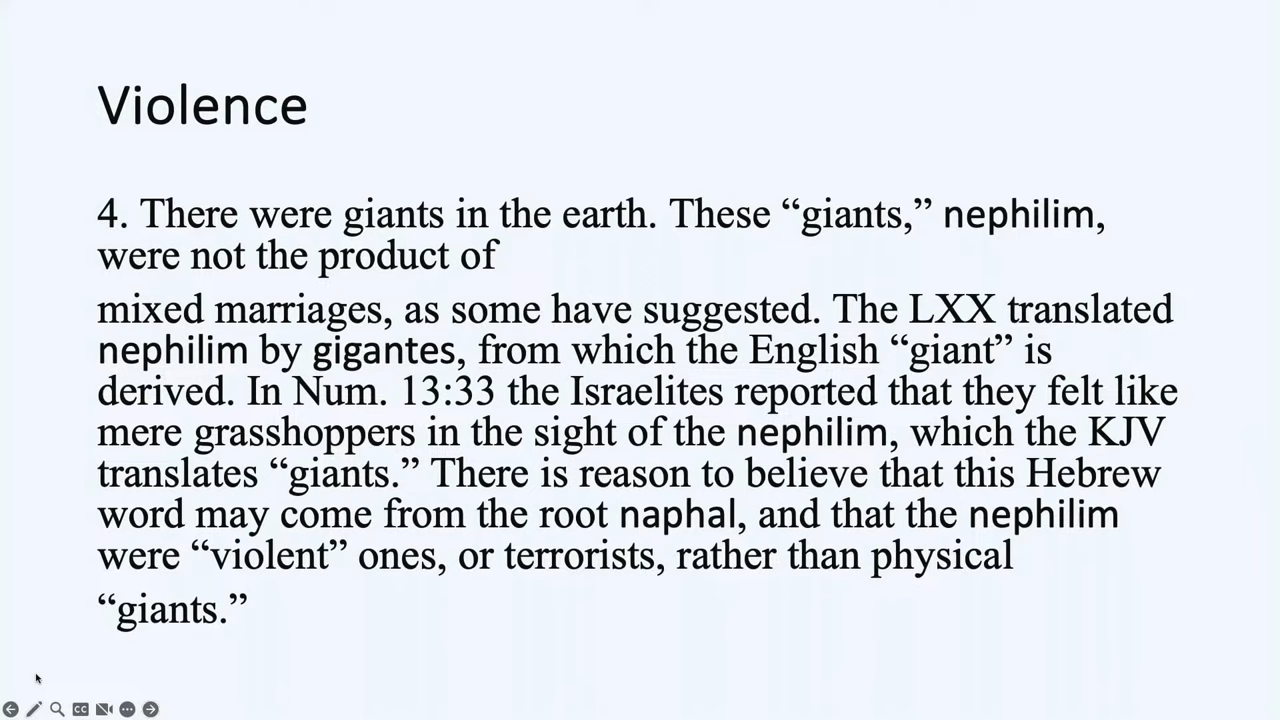 Violence
4. There were giants in the earth. These “giants,” nephilim,
were not the product of
mixed marriages, as some have suggested. The LXX translated
nephilim by gigantes, from which the English “giant” is
derived. In Num. 13:33 the Israelites reported that they felt like
mere grasshoppers in the sight of the nephilim, which the KJV
translates “giants.” There is reason to believe that this Hebrew
word may come from the root naphal, and that the nephilim
were “violent” ones, or terrorists, rather than physical
“giants.”
CC